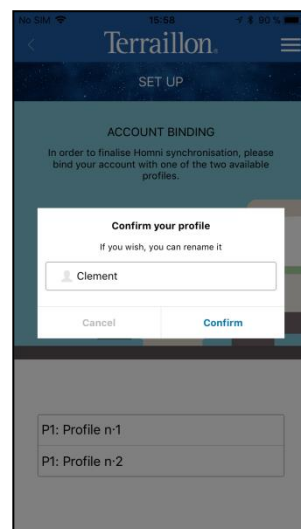 No SIM 15:58 90 %
Terraillon.
SET UP
ACCOUNT BINDING
In order to finalise Homni synchronisation, please
bind your account with one of the two available
profiles.
Confirm your profile
If you wish, you can rename it
Clement
Cancel Confirm
P1: Profile n·1
P1: Profile n·2